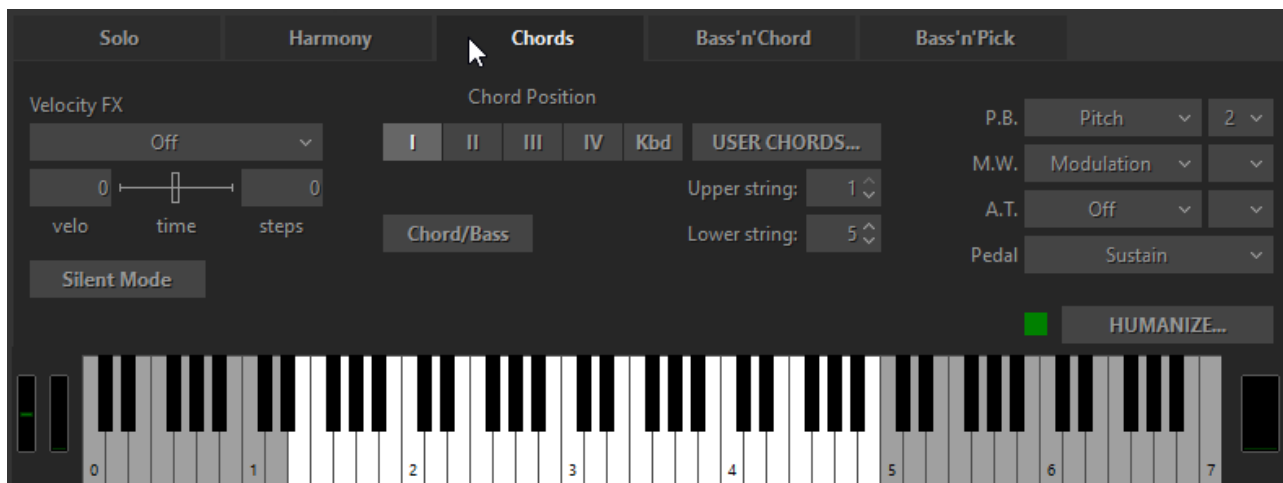 Solo Harmony Chords Bass'n'Chord Bass'n'Pick
Velocity FX Chord Position
P.B. Pitch 2
Off I II III IV Kbd USER CHORDS...
M.W. Modulation
0 0 Upper string: 1
velo time steps A.T. Off
Chord/Bass Lower string: 5
Pedal Sustain
Silent Mode
HUMANIZE...
0 1 2 3 4 5 6 7